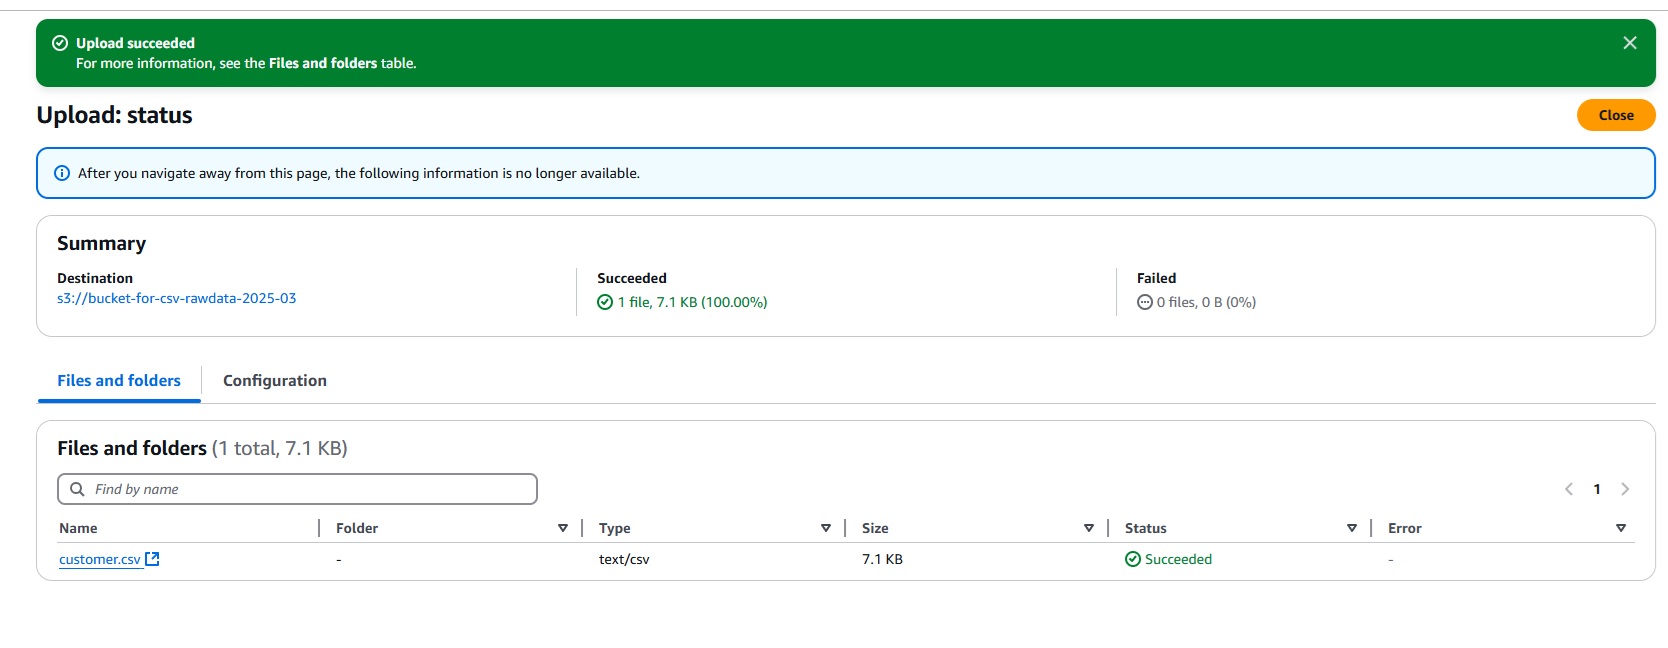 Upload succeeded
For more information, see the Files and folders table.
Upload: status
Close
After you navigate away from this page, the following information is no longer available.
Summary
Destination
s3://bucket-for-csv-rawdata-2025-03
Succeeded
1 file, 7.1 KB (100.00%)
Failed
0 files, 0 B (0%)
Files and folders
Configuration
Files and folders (1 total, 7.1 KB)
Find by name
1
Name Folder Type Size Status Error
customer.csv - text/csv 7.1 KB Succeeded -